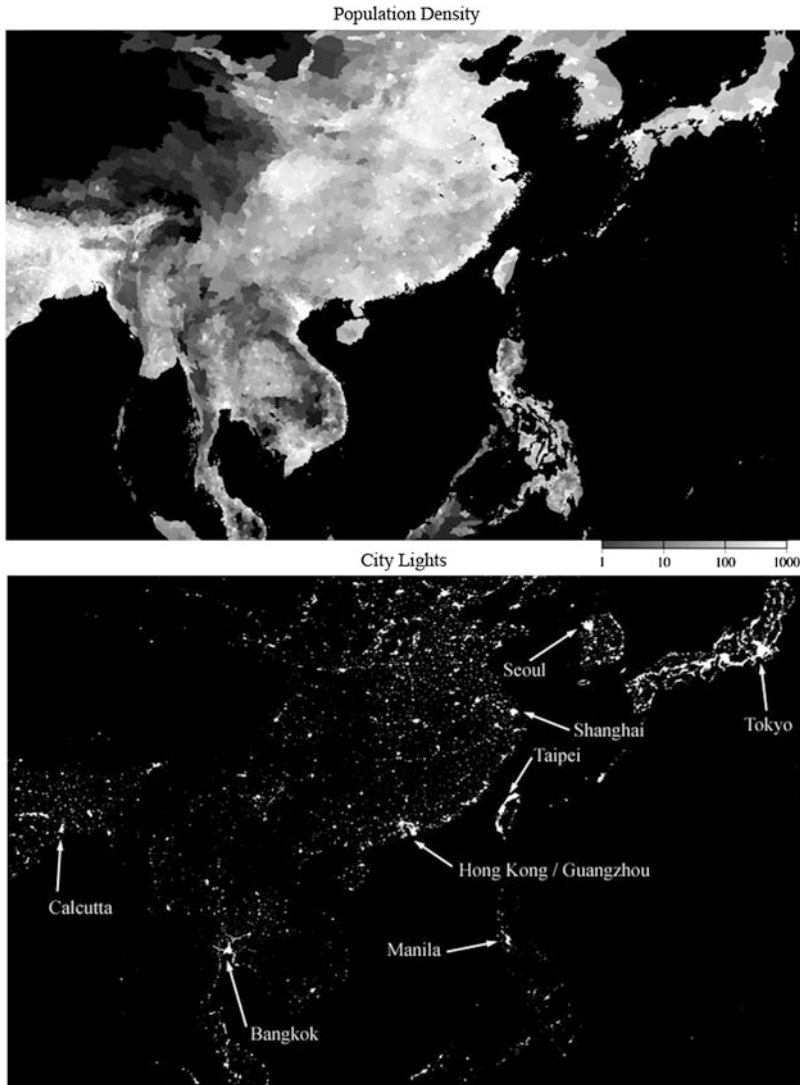 Population Density
1 10 100 1000
City Lights
Seoul
Tokyo
Shanghai
Taipei
Hong Kong / Guangzhou
Calcutta
Manila
Bangkok